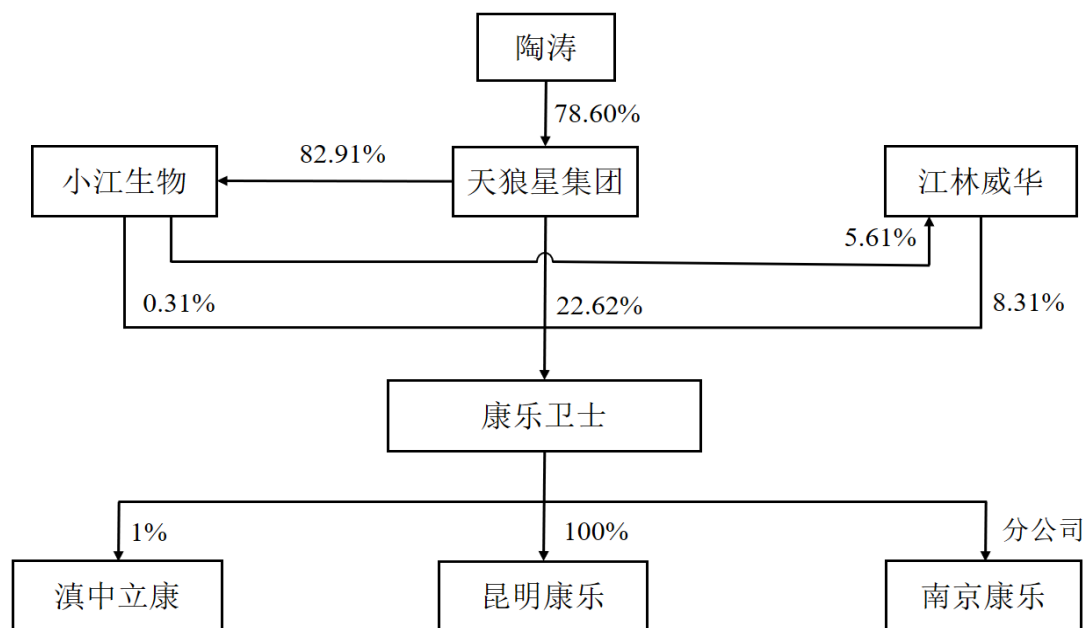 陶涛
78.60%
82.91%
小江生物
天狼星集团
江林威华
5.61%
0.31%
22.62%
8.31%
康乐卫士
1%
100%
分公司
滇中立康
昆明康乐
南京康乐